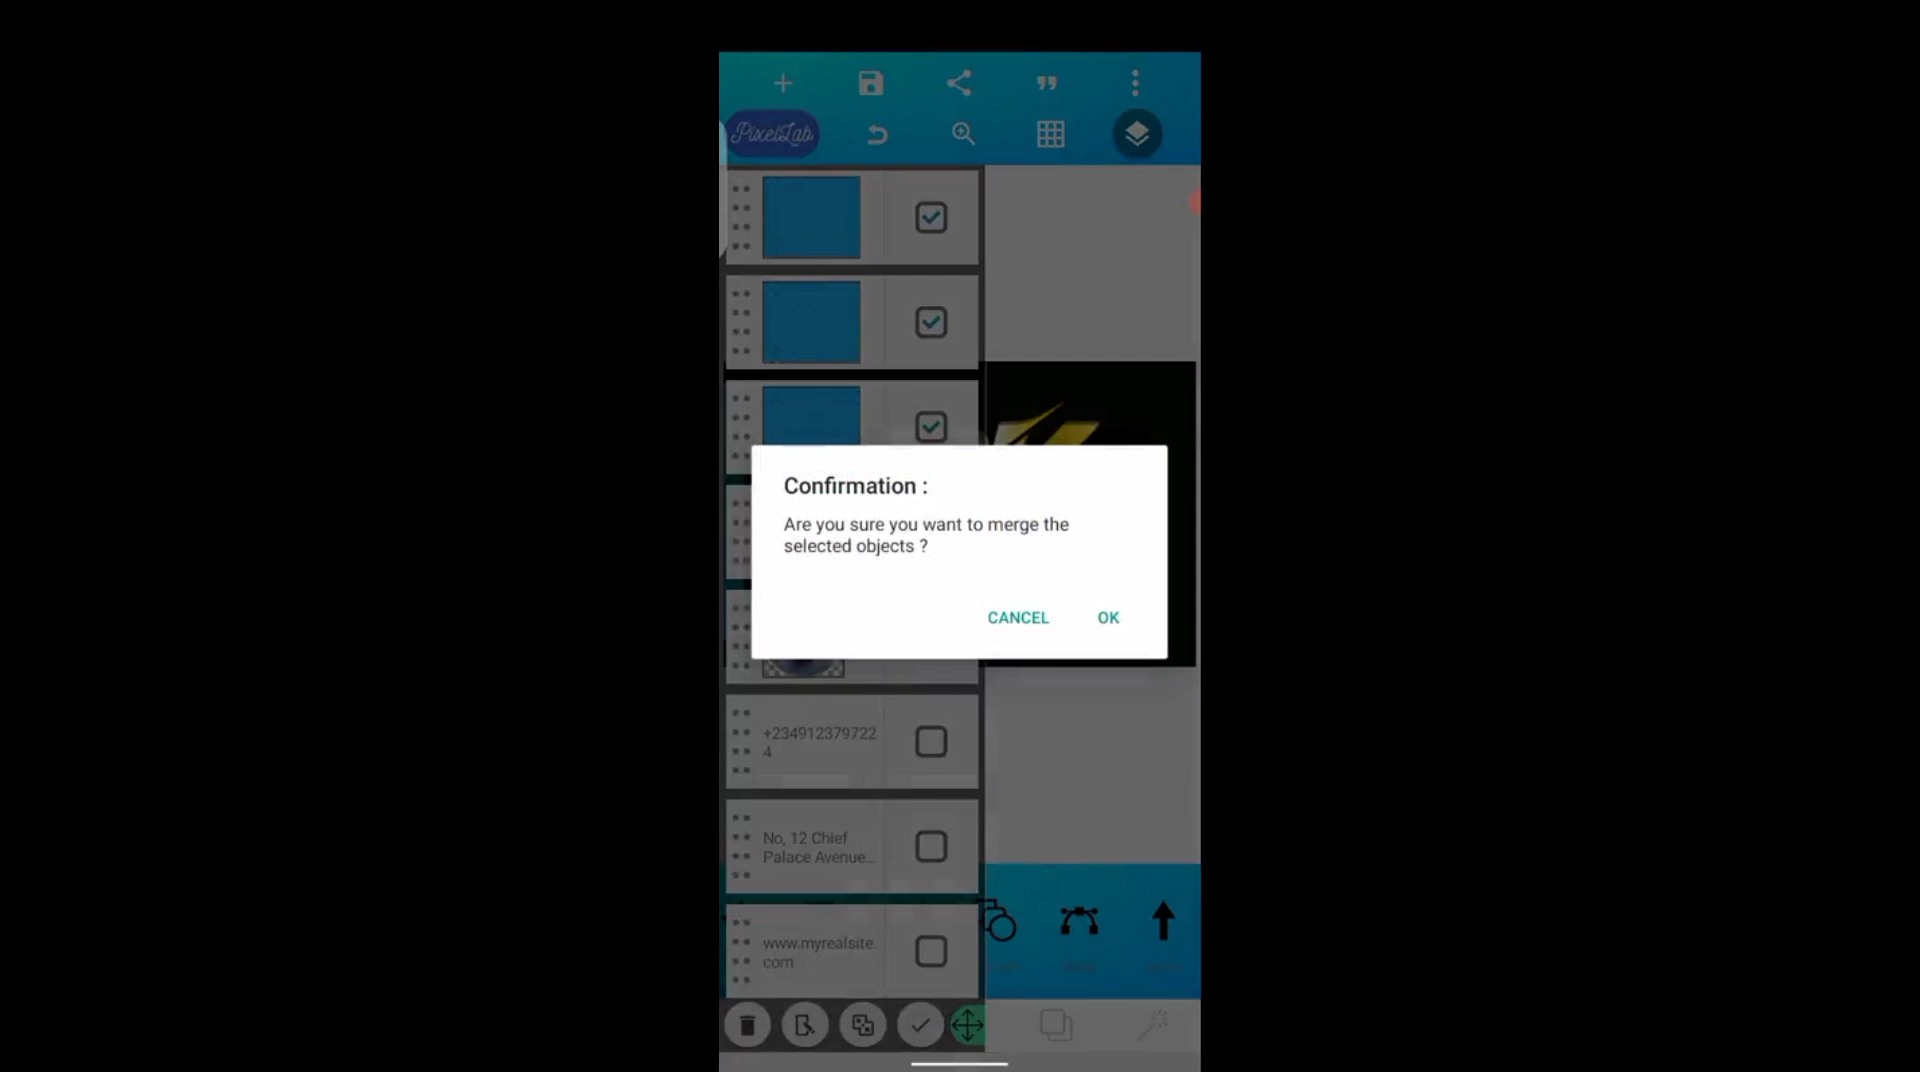 PixelLab
Confirmation :
Are you sure you want to merge the
selected objects ?
CANCEL
OK
+234912379722
4
No, 12 Chief
Palace Avenue...
www.myrealsite.
com